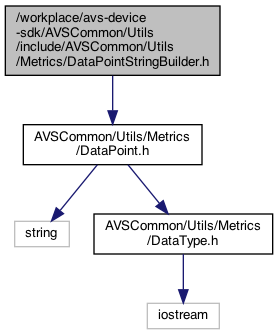 /workplace/avs-device
-sdk/AVSCommon/Utils
/include/AVSCommon/Utils
/Metrics/DataPointStringBuilder.h
AVSCommon/Utils/Metrics
/DataPoint.h
string
AVSCommon/Utils/Metrics
/DataType.h
iostream